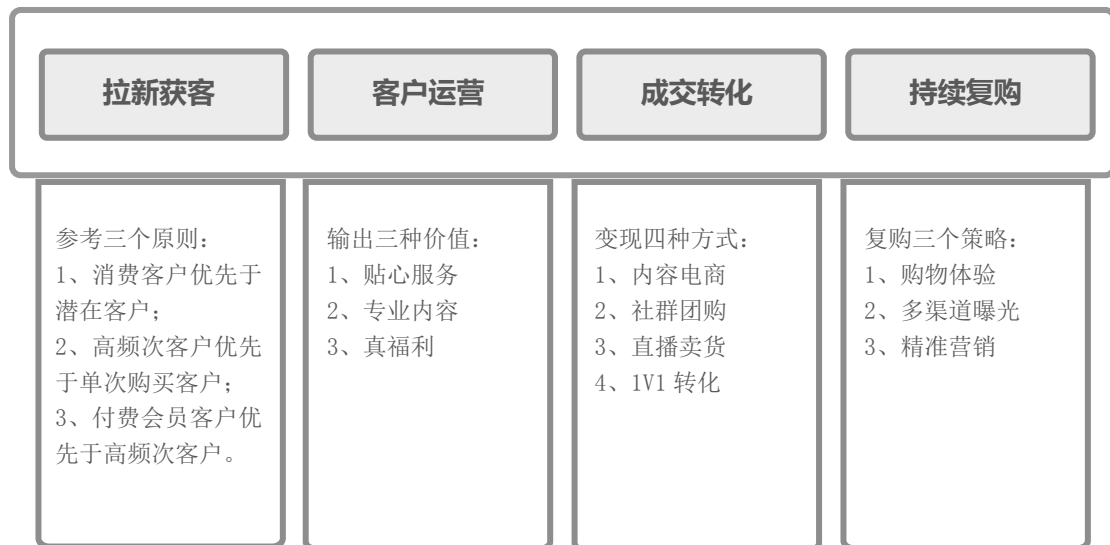 拉新获客
客户运营
成交转化
持续复购
参考三个原则：
1、消费客户优先于
潜在客户；
2、高频次客户优先
于单次购买客户；
3、付费会员客户优
先于高频次客户。
输出三种价值：
1、贴心服务
2、专业内容
3、真福利
变现四种方式：
1、内容电商
2、社群团购
3、直播卖货
4、1V1 转化
复购三个策略：
1、购物体验
2、多渠道曝光
3、精准营销